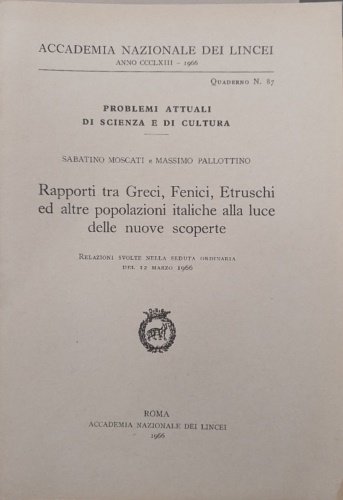 ACCADEMIA NAZIONALE DEI LINCEI
ANNO CCCLXIII - 1966
QUADERNO N. 87
PROBLEMI ATTUALI
DI SCIENZA E DI CULTURA
SABATINO MOSCATI e MASSIMO PALLOTTINO
Rapporti tra Greci, Fenici, Etruschi
ed altre popolazioni italiche alla luce
delle nuove scoperte
RELAZIONI SVOLTE NELLA SEDUTA ORDINARIA
DEL 12 MARZO 1966
ROMA
ACCADEMIA NAZIONALE DEI LINCEI
1966